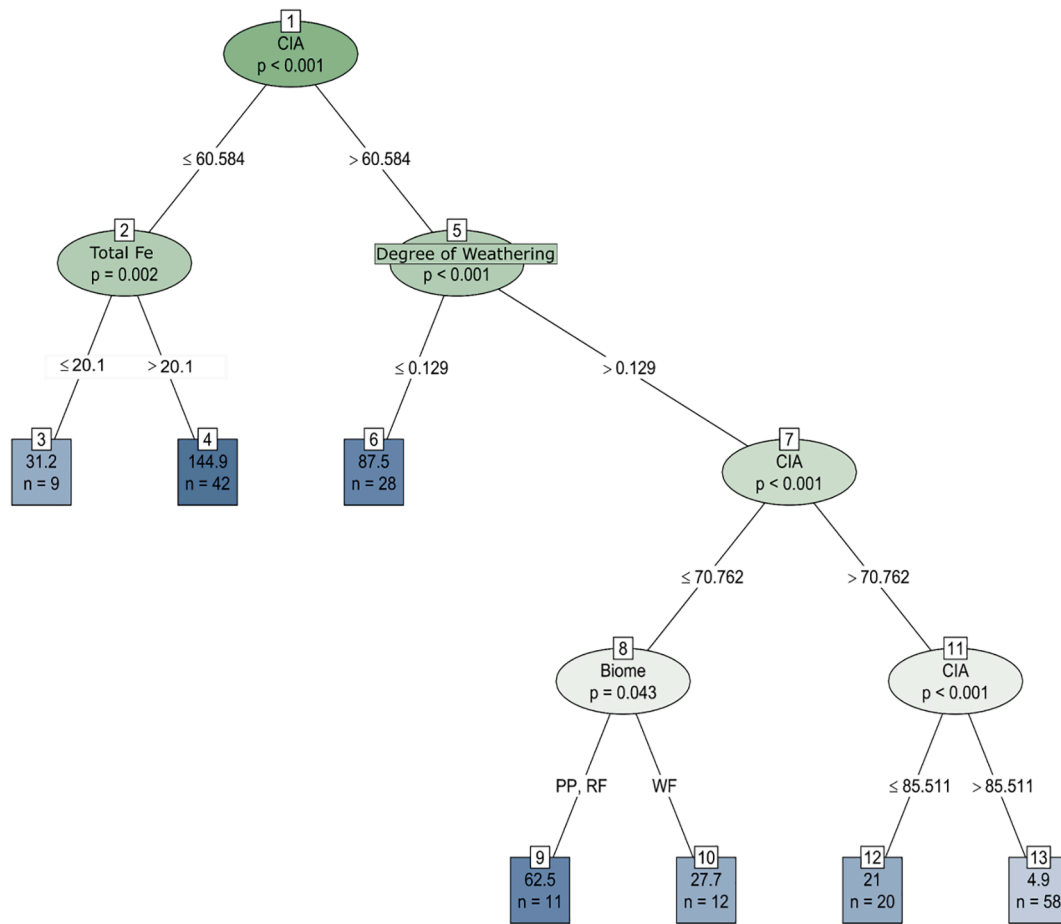 1
CIA
p < 0.001
≤ 60.584
> 60.584
2
Total Fe
p = 0.002
5
Degree of Weathering
p < 0.001
≤ 20.1
> 20.1
≤ 0.129
> 0.129
3
31.2
n = 9
4
144.9
n = 42
6
87.5
n = 28
7
CIA
p < 0.001
≤ 70.762
> 70.762
8
Biome
p = 0.043
11
CIA
p < 0.001
PP, RF
WF
≤ 85.511
> 85.511
9
62.5
n = 11
10
27.7
n = 12
12
21
n = 20
13
4.9
n = 58